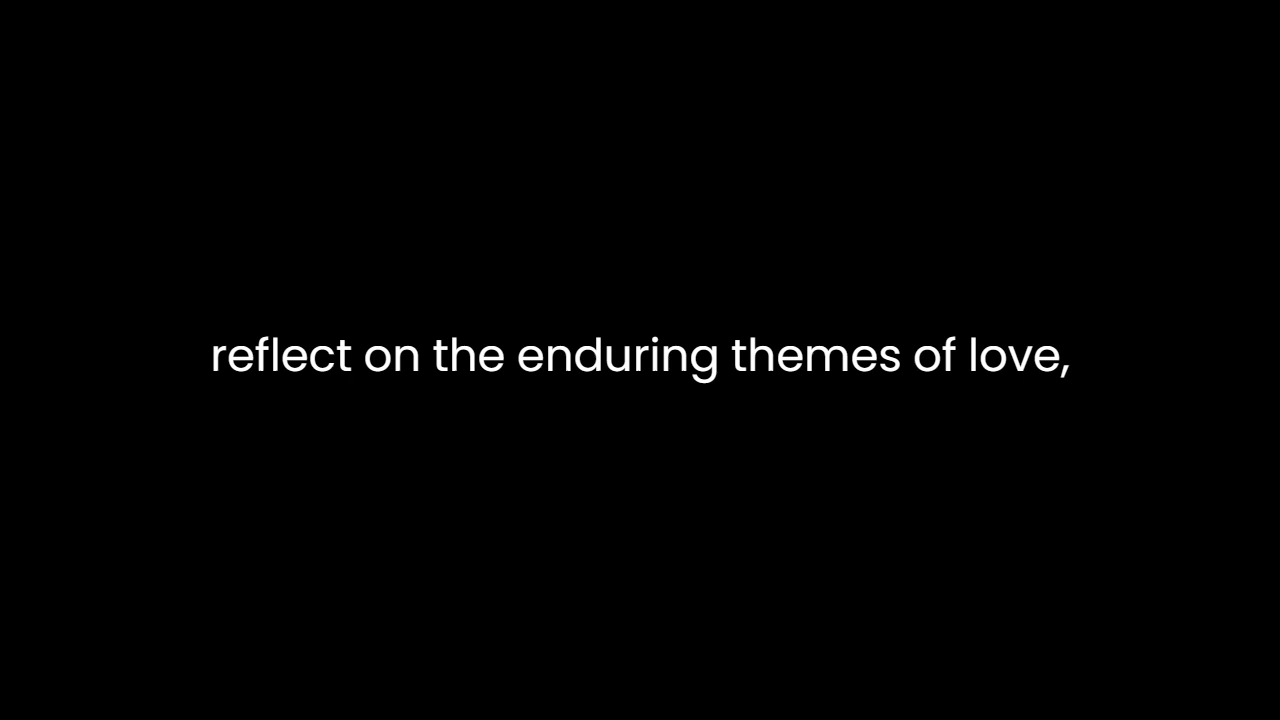 reflect on the enduring themes of love,